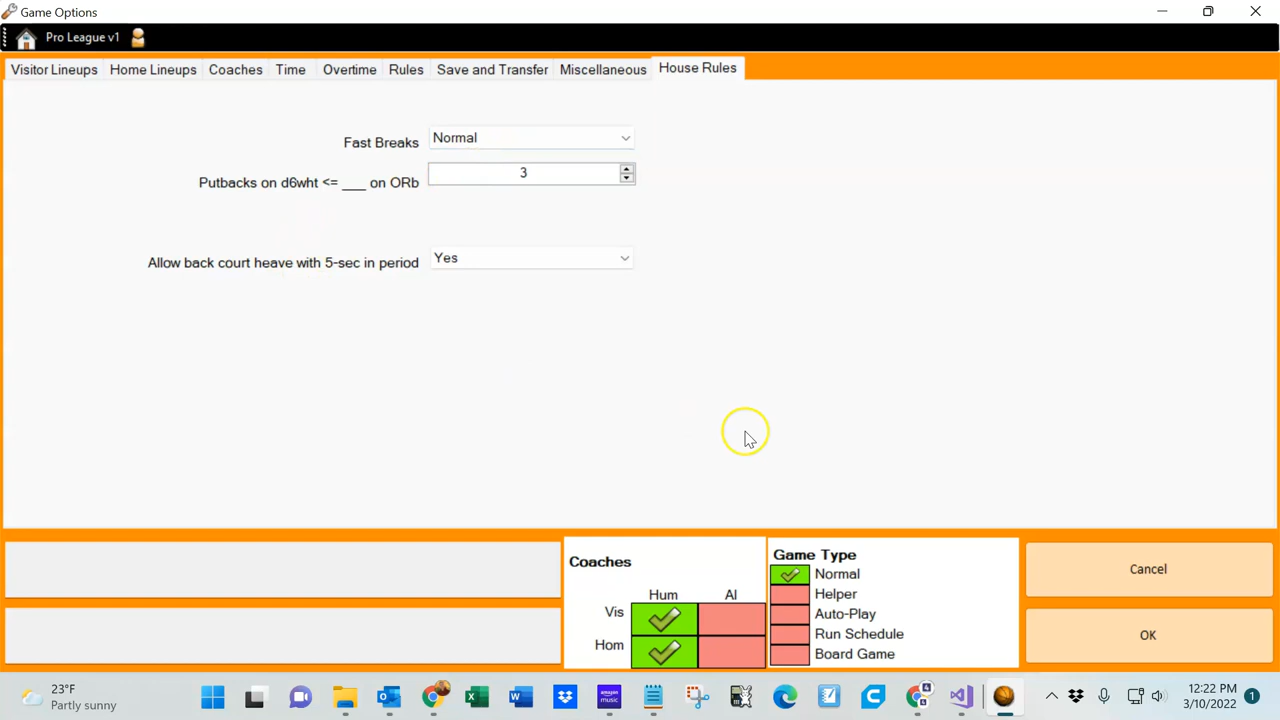 Game Options
Pro League v1
Visitor Lineups Home Lineups Coaches Time Overtime Rules Save and Transfer Miscellaneous House Rules
Fast Breaks Normal
Putbacks on d6wht <= ___ on ORb 3
Allow back court heave with 5-sec in period Yes
Coaches
Hum AI
Vis
Hom
Game Type
Normal
Helper
Auto-Play
Run Schedule
Board Game
Cancel
OK
23°F
Partly sunny
amazon music
4
12:22 PM
3/10/2022
1